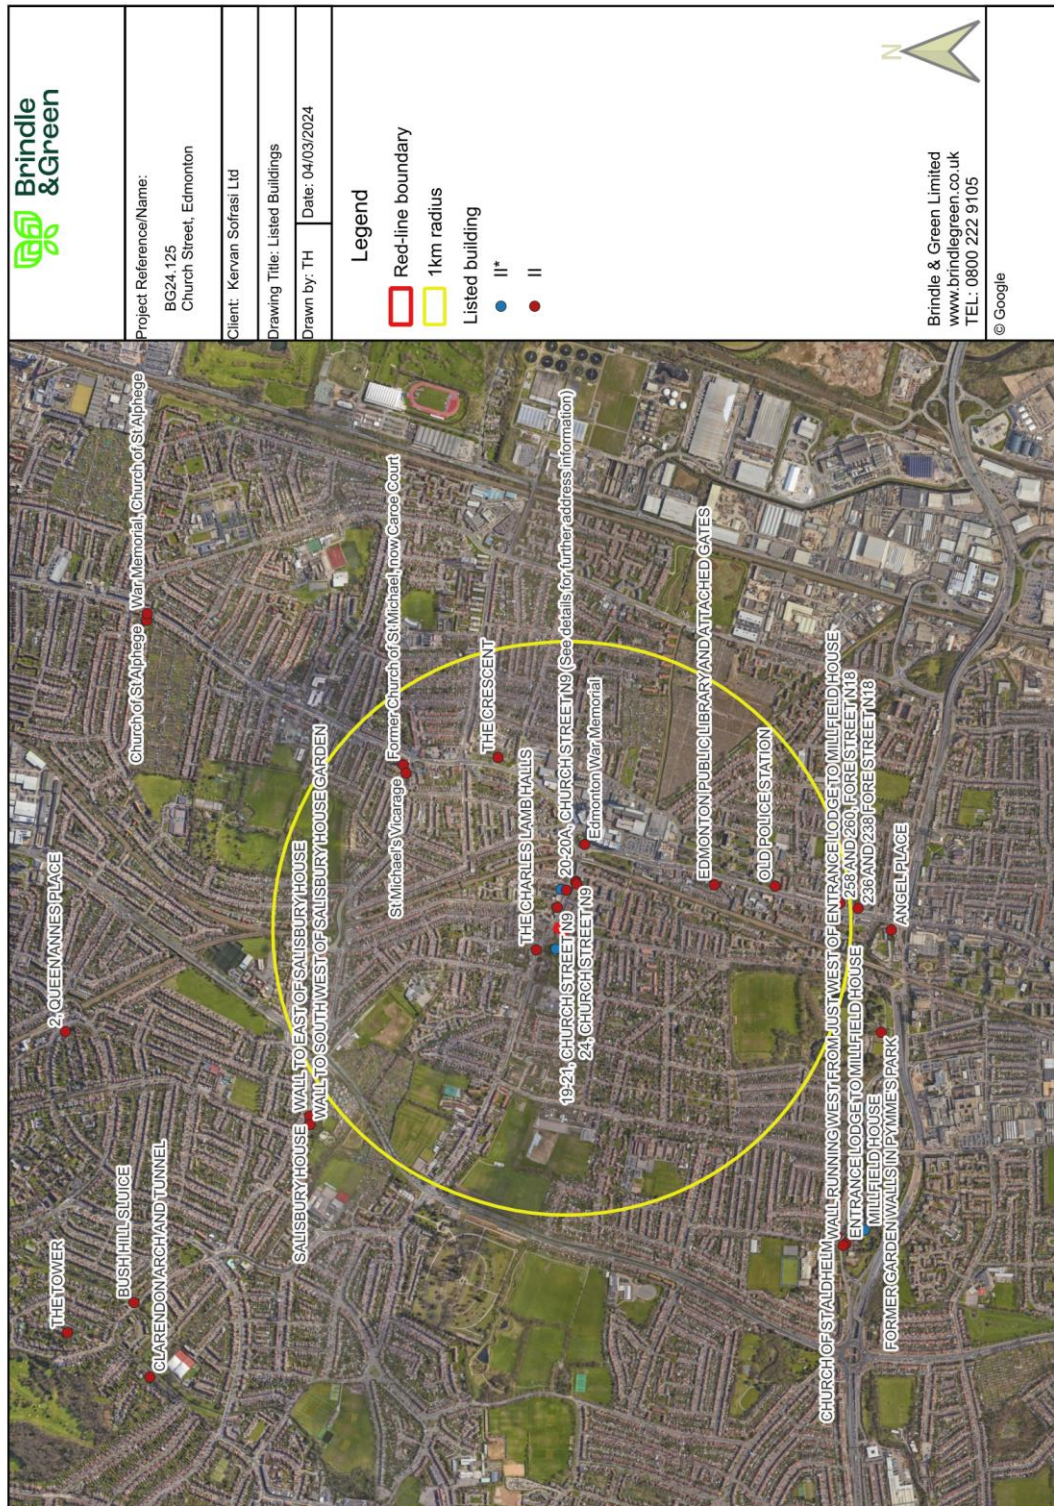 Brindle
&Green
Project Reference/Name:
BG24.125
Church Street, Edmonton
Client: Kervan Sofrasi Ltd
Drawing Title: Listed Buildings
Drawn by: TH
Date: 04/03/2024
Legend
Red-line boundary
1km radius
Listed building
II*
II
N
Brindle & Green Limited
www.brindlegreen.co.uk
TEL: 0800 222 9105
© Google
THE TOWER
BUSH HILL SLUICE
CLARENDON ARCH AND TUNNEL
2, QUEEN ANNES PLACE
Church of St Alphege
War Memorial, Church of St Alphege
SALISBURY HOUSE
WALL TO EAST OF SALISBURY HOUSE
WALL TO SOUTH WEST OF SALISBURY HOUSE GARDEN
St Michael's Vicarage
Former Church of St Michael, now Caroe Court
THE CRESCENT
THE CHARLES LAMB HALLS
19-21, CHURCH STREET N9
20-20A, CHURCH STREET N9 (See details for further address information)
24, CHURCH STREET N9
Edmonton War Memorial
EDMONTON PUBLIC LIBRARY AND ATTACHED GATES
OLD POLICE STATION
CHURCH OF ST ALDHELM
WALL RUNNING WEST FROM JUST WEST OF ENTRANCE LODGE TO MILLFIELD HOUSE
ENTRANCE LODGE TO MILLFIELD HOUSE
258 AND 260, FORE STREET N18
MILLFIELD HOUSE
236 AND 238 FORE STREET N18
FORMER GARDEN WALLS IN PYMME'S PARK
ANGEL PLACE